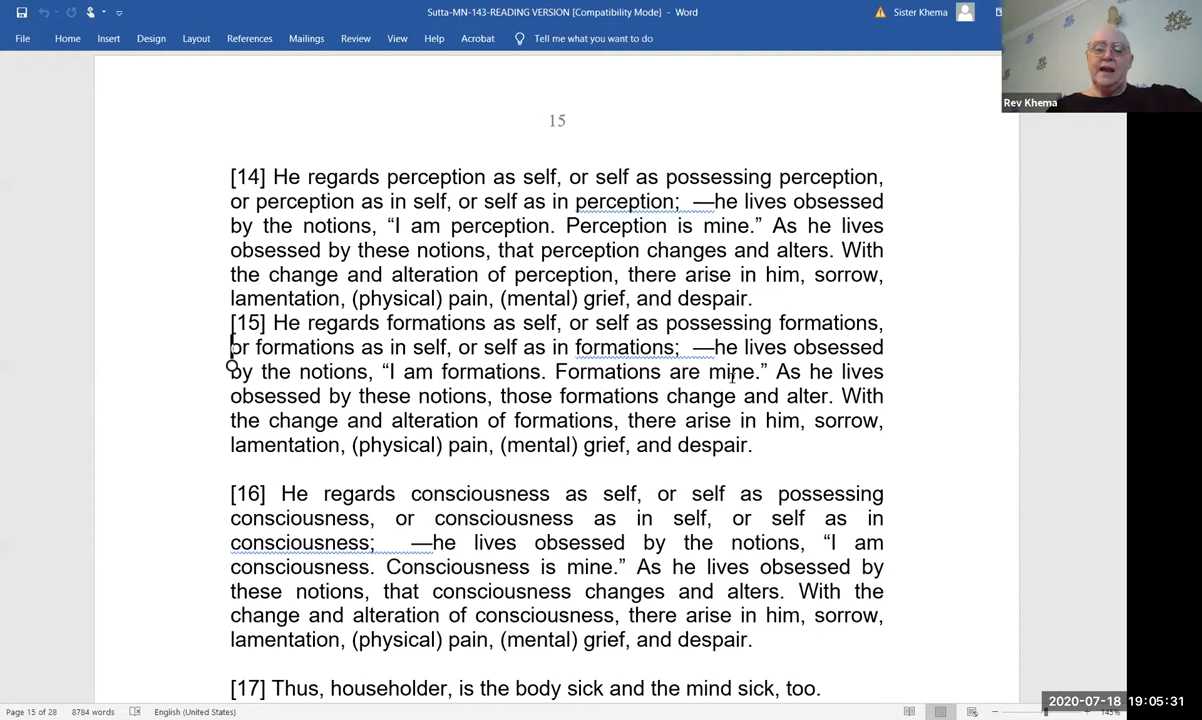 Sutta-MN-143-READING VERSION [Compatibility Mode] - Word
Sister Khema
File Home Insert Design Layout References Mailings Review View Help Acrobat Tell me what you want to do
Rev Khema
15
[14] He regards perception as self, or self as possessing perception,
or perception as in self, or self as in perception; —he lives obsessed
by the notions, “I am perception. Perception is mine.” As he lives
obsessed by these notions, that perception changes and alters. With
the change and alteration of perception, there arise in him, sorrow,
lamentation, (physical) pain, (mental) grief, and despair.
[15] He regards formations as self, or self as possessing formations,
or formations as in self, or self as in formations; —he lives obsessed
by the notions, “I am formations. Formations are mine.” As he lives
obsessed by these notions, those formations change and alter. With
the change and alteration of formations, there arise in him, sorrow,
lamentation, (physical) pain, (mental) grief, and despair.
[16] He regards consciousness as self, or self as possessing
consciousness, or consciousness as in self, or self as in
consciousness; —he lives obsessed by the notions, “I am
consciousness. Consciousness is mine.” As he lives obsessed by
these notions, that consciousness changes and alters. With the
change and alteration of consciousness, there arise in him, sorrow,
lamentation, (physical) pain, (mental) grief, and despair.
[17] Thus, householder, is the body sick and the mind sick, too.
Page 15 of 28 8784 words English (United States)
2020-07-18 19:05:31
145%